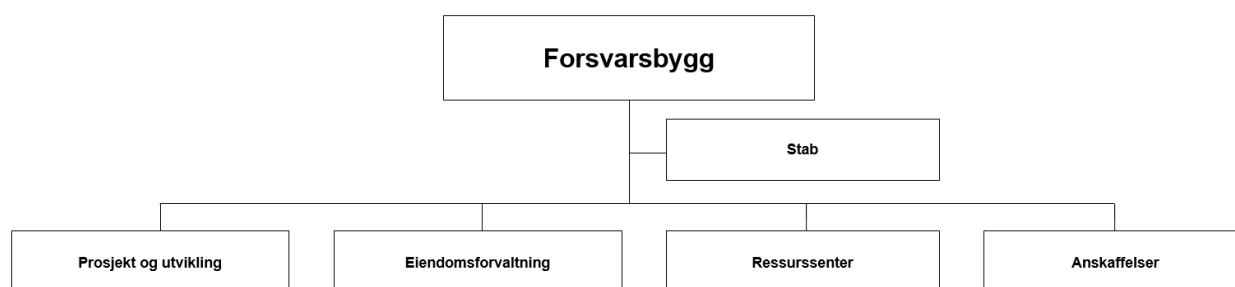 Forsvarsbygg
Stab
Prosjekt og utvikling
Eiendomsforvaltning
Ressurssenter
Anskaffelser